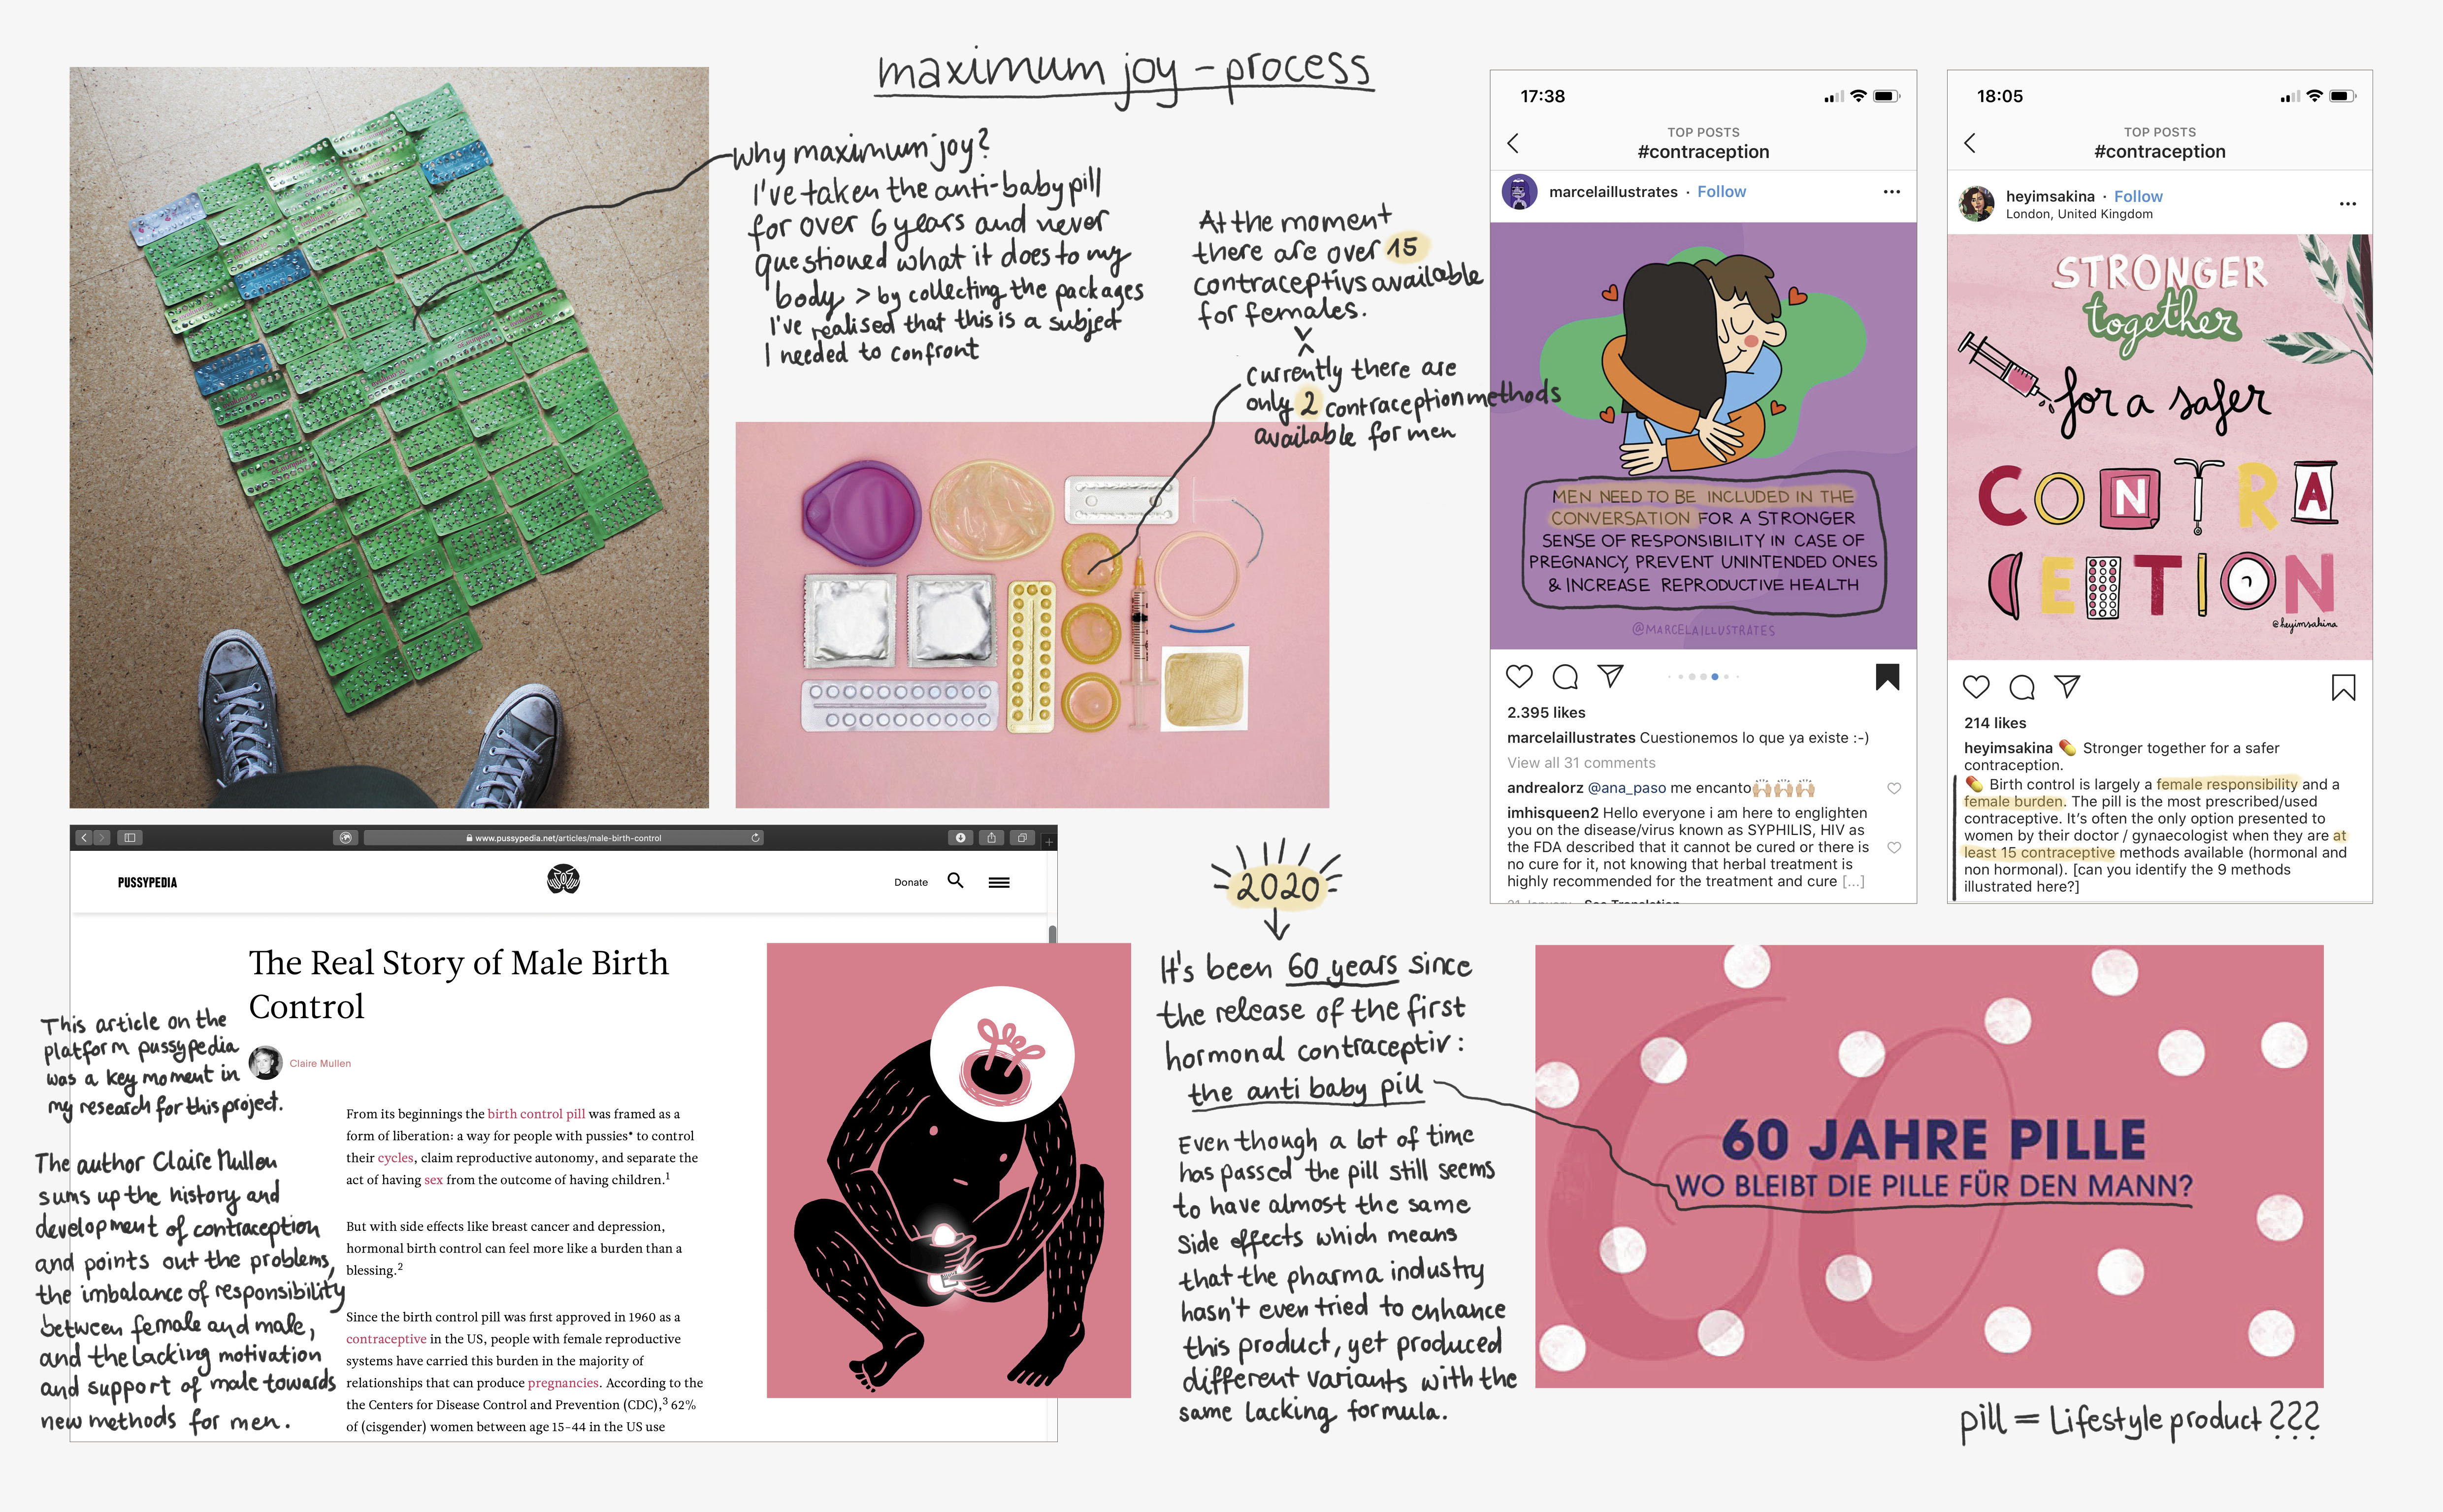 maximum joy – process
why maximum joy?
I've taken the anti-baby pill
for over 6 years and never
questioned what it does to my
body > by collecting the packages
I've realised that this is a subject
I needed to confront
At the moment
there are over 15
contraceptivs available
for females.
currently there are
only 2 contraception methods
available for men
17:38
TOP POSTS
#contraception
marcelaillustrates · Follow
MEN NEED TO BE INCLUDED IN THE
CONVERSATION FOR A STRONGER
SENSE OF RESPONSIBILITY IN CASE OF
PREGNANCY, PREVENT UNINTENDED ONES
& INCREASE REPRODUCTIVE HEALTH
@MARCELAILLUSTRATES
2.395 likes
marcelaillustrates Cuestionemos lo que ya existe :-)
View all 31 comments
andrealorz @ana_paso me encanto🙌🏼🙌🏼🙌🏼
imhisqueen2 Hello everyone i am here to englighten
you on the disease/virus known as SYPHILIS, HIV as
the FDA described that it cannot be cured or there is
no cure for it, not knowing that herbal treatment is
highly recommended for the treatment and cure [...]
18:05
TOP POSTS
#contraception
heyimsakina · Follow
London, United Kingdom
STRONGER
together
for a safer
CONTRA
CEPTION
@heyimsakina
214 likes
heyimsakina 💊 Stronger together for a safer
contraception.
💊 Birth control is largely a female responsibility and a
female burden. The pill is the most prescribed/used
contraceptive. It's often the only option presented to
women by their doctor / gynaecologist when they are at
least 15 contraceptive methods available (hormonal and
non hormonal). [can you identify the 9 methods
illustrated here?]
www.pussypedia.net/articles/male-birth-control
PUSSYPEDIA
Donate
The Real Story of Male Birth
Control
Claire Mullen
From its beginnings the birth control pill was framed as a
form of liberation: a way for people with pussies* to control
their cycles, claim reproductive autonomy, and separate the
act of having sex from the outcome of having children.1
But with side effects like breast cancer and depression,
hormonal birth control can feel more like a burden than a
blessing.2
Since the birth control pill was first approved in 1960 as a
contraceptive in the US, people with female reproductive
systems have carried this burden in the majority of
relationships that can produce pregnancies. According to the
the Centers for Disease Control and Prevention (CDC),3 62%
of (cisgender) women between age 15–44 in the US use
This article on the
platform pussypedia
was a key moment in
my research for this project.
The author Claire Mullen
sums up the history and
development of contraception
and points out the problems,
the imbalance of responsibility
between female and male,
and the lacking motivation
and support of male towards
new methods for men.
2020
It's been 60 years since
the release of the first
hormonal contraceptiv:
the anti baby pill
Even though a lot of time
has passed the pill still seems
to have almost the same
side effects which means
that the pharma industry
hasn't even tried to enhance
this product, yet produced
different variants with the
same lacking formula.
60
60 JAHRE PILLE
WO BLEIBT DIE PILLE FÜR DEN MANN?
pill = Lifestyle product ???